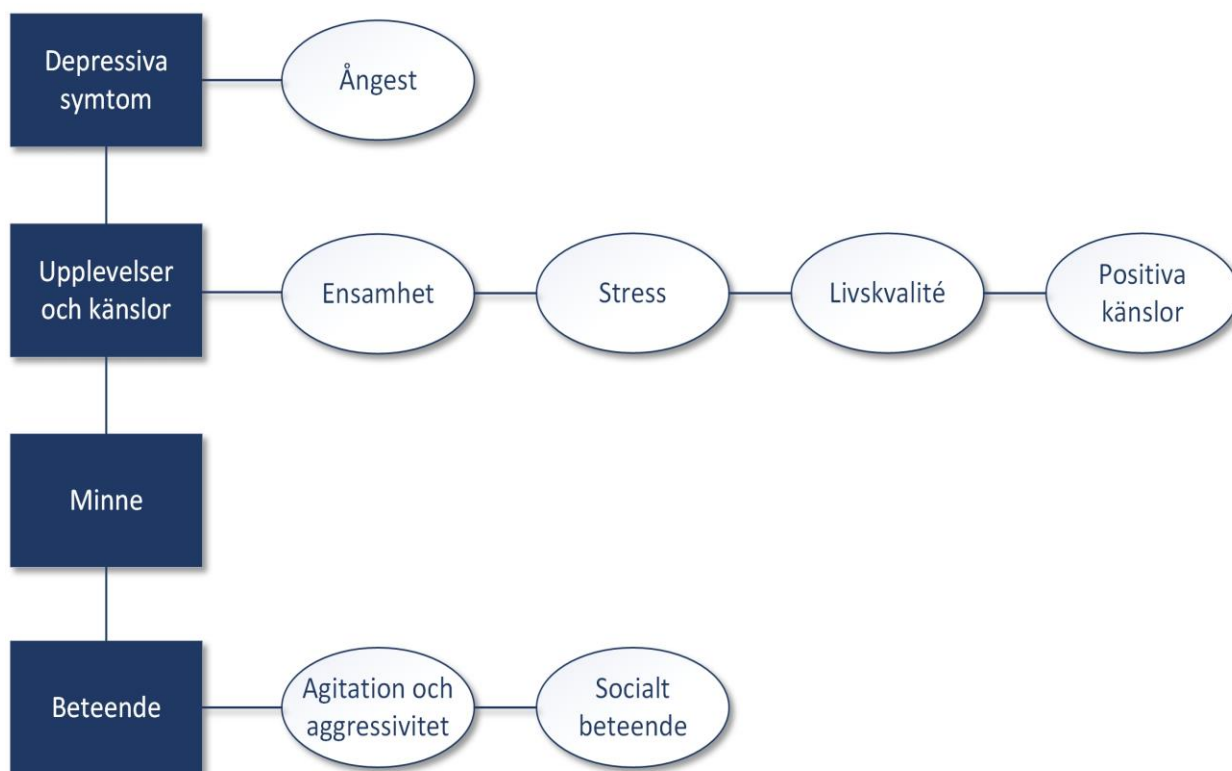 Depressiva
symtom
Ångest
Upplevelser
och känslor
Ensamhet
Stress
Livskvalité
Positiva
känslor
Minne
Beteende
Agitation och
aggressivitet
Socialt
beteende